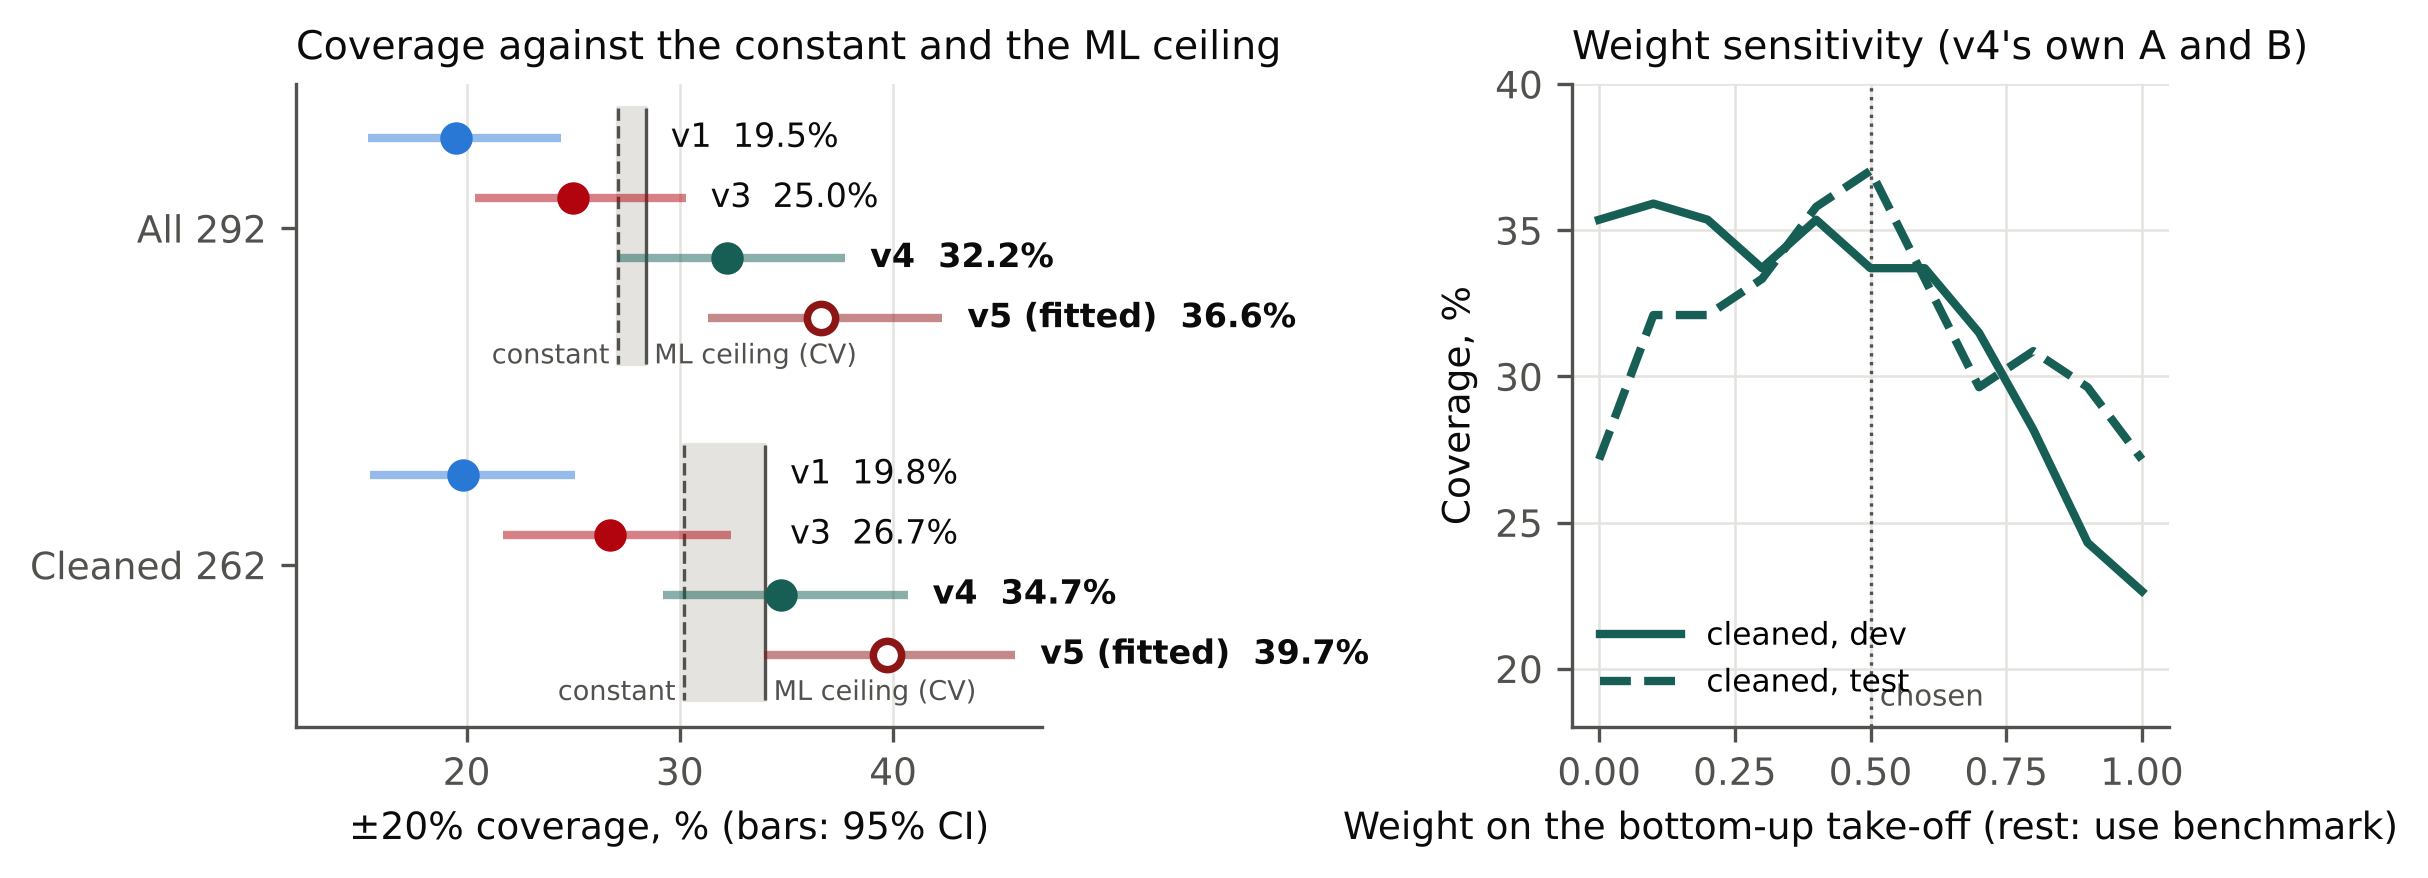 Coverage against the constant and the ML ceiling
v1 19.5%
v3 25.0%
All 292
v4 32.2%
v5 (fitted) 36.6%
constant
ML ceiling (CV)
v1 19.8%
v3 26.7%
Cleaned 262
v4 34.7%
v5 (fitted) 39.7%
constant
ML ceiling (CV)
20 30 40
±20% coverage, % (bars: 95% CI)
Weight sensitivity (v4's own A and B)
40
35
30
25
20
Coverage, %
cleaned, dev
cleaned, test
chosen
0.00 0.25 0.50 0.75 1.00
Weight on the bottom-up take-off (rest: use benchmark)